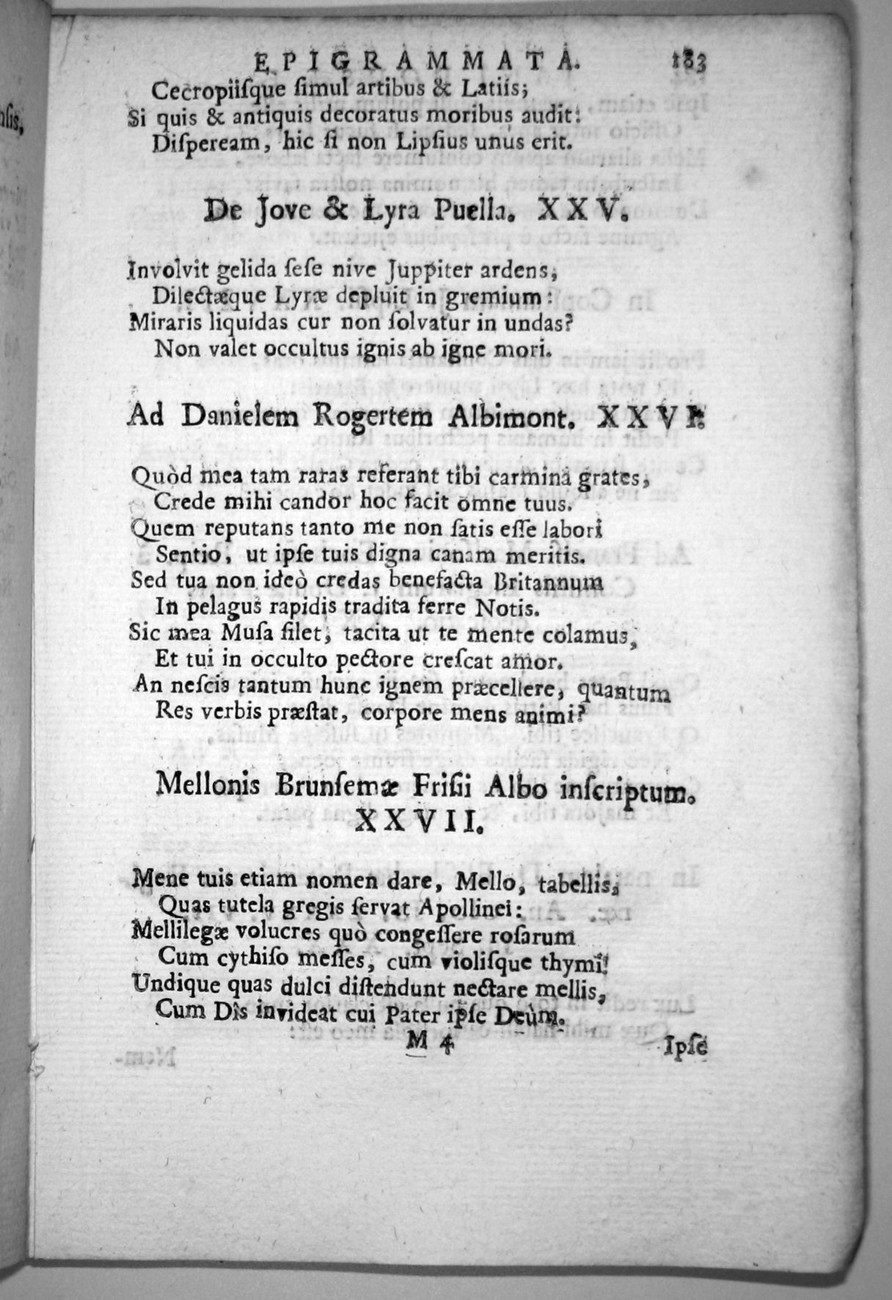 EPIGRAMMATA. 183
Cecropiisque simul artibus & Latiis;
Si quis & antiquis decoratus moribus audit:
Dispeream, hic si non Lipsius unus erit.
De Jove & Lyra Puella. XXV.
Involvit gelida sese nive Juppiter ardens,
Dilectæque Lyræ depluit in gremium:
Miraris liquidas cur non solvatur in undas?
Non valet occultus ignis ab igne mori.
Ad Danielem Rogertem Albimont. XXVI.
Quòd mea tam raras referant tibi carmina grates,
Crede mihi candor hoc facit omne tuus.
Quem reputans tanto me non satis esse labori
Sentio, ut ipse tuis digna canam meritis.
Sed tua non ideò credas benefacta Britannum
In pelagus rapidis tradita ferre Notis.
Sic mea Musa silet, tacita ut te mente colamus,
Et tui in occulto pectore crescat amor.
An nescis tantum hunc ignem præcellere, quantum
Res verbis præstat, corpore mens animi?
Mellonis Brunsemæ Frisii Albo inscriptum.
XXVII.
Mene tuis etiam nomen dare, Mello, tabellis,
Quas tutela gregis servat Apollinei:
Mellilegæ volucres quò congessere rosarum
Cum cythiso messes, cum violisque thymi!
Undique quas dulci distendunt nectare mellis,
Cum Dîs invideat cui Pater ipse Deûm.
M 4 Ipse